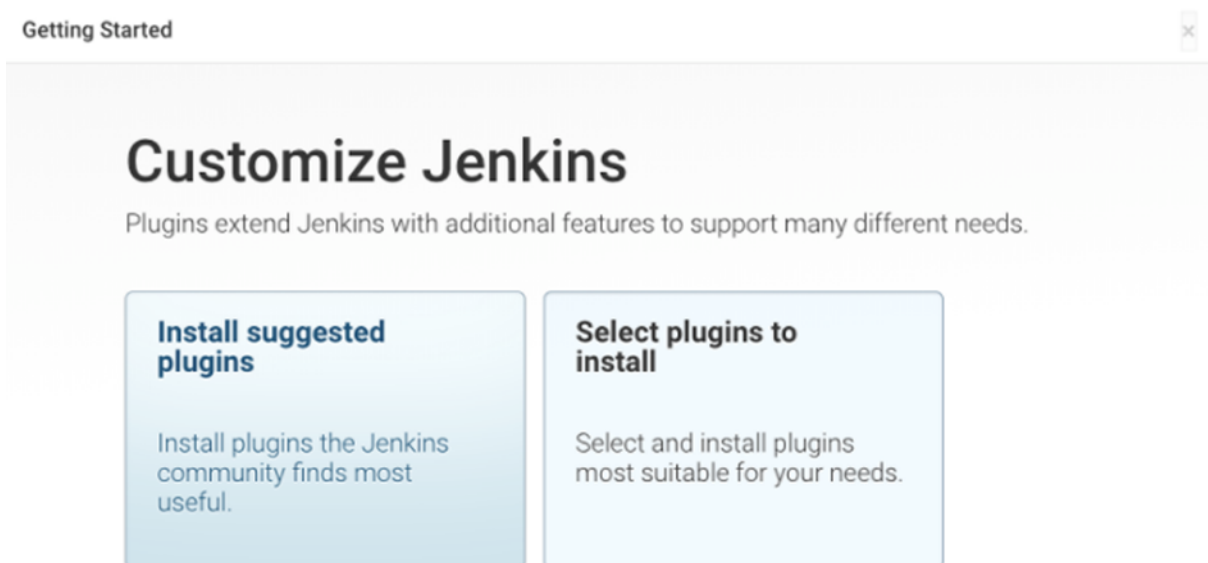 Getting Started
×
Customize Jenkins
Plugins extend Jenkins with additional features to support many different needs.
Install suggested
plugins
Install plugins the Jenkins
community finds most
useful.
Select plugins to
install
Select and install plugins
most suitable for your needs.